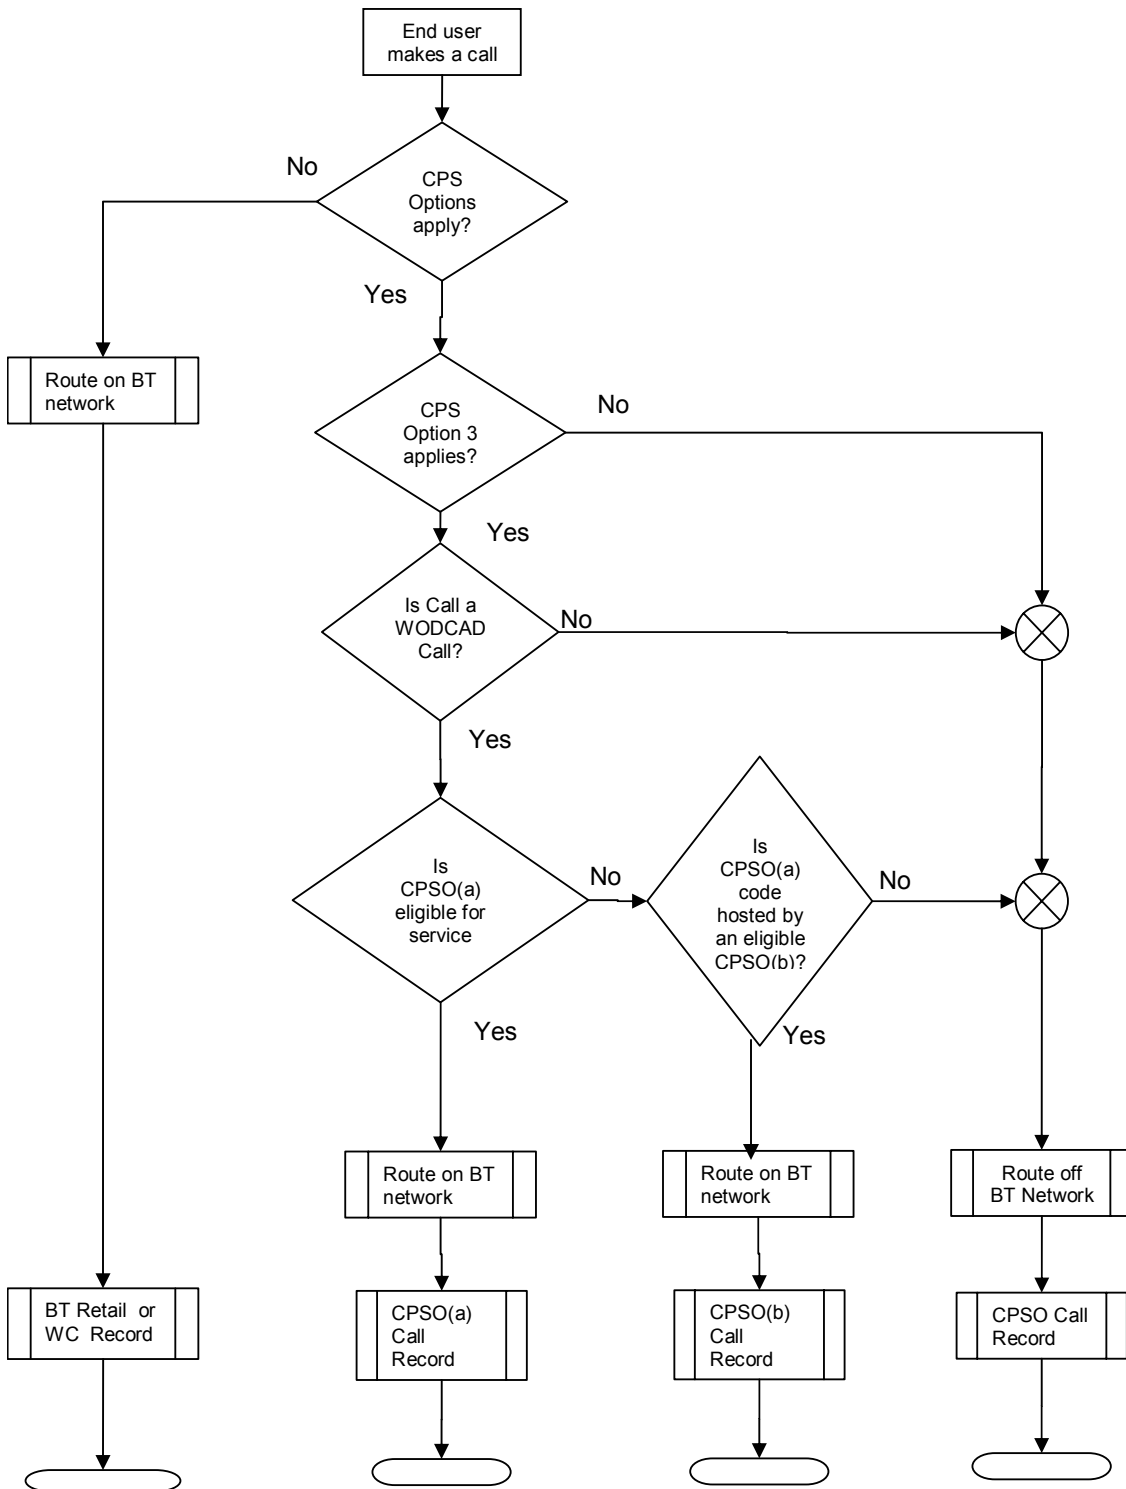 End user
makes a call
No
CPS
Options
apply?
Yes
Route on BT
network
CPS
Option 3
applies?
No
Yes
Is Call a
WODCAD
Call?
No
Yes
Is
CPSO(a)
eligible for
service
No
Is
CPSO(a)
code
hosted by
an eligible
CPSO(b)?
No
Yes
Yes
Route on BT
network
Route on BT
network
Route off
BT Network
BT Retail or
WC Record
CPSO(a)
Call
Record
CPSO(b)
Call
Record
CPSO Call
Record